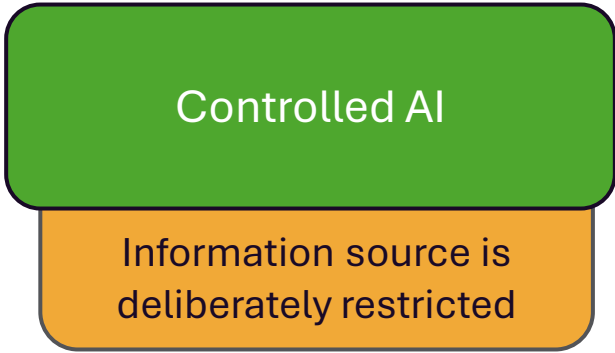 Controlled AI
Information source is
deliberately restricted